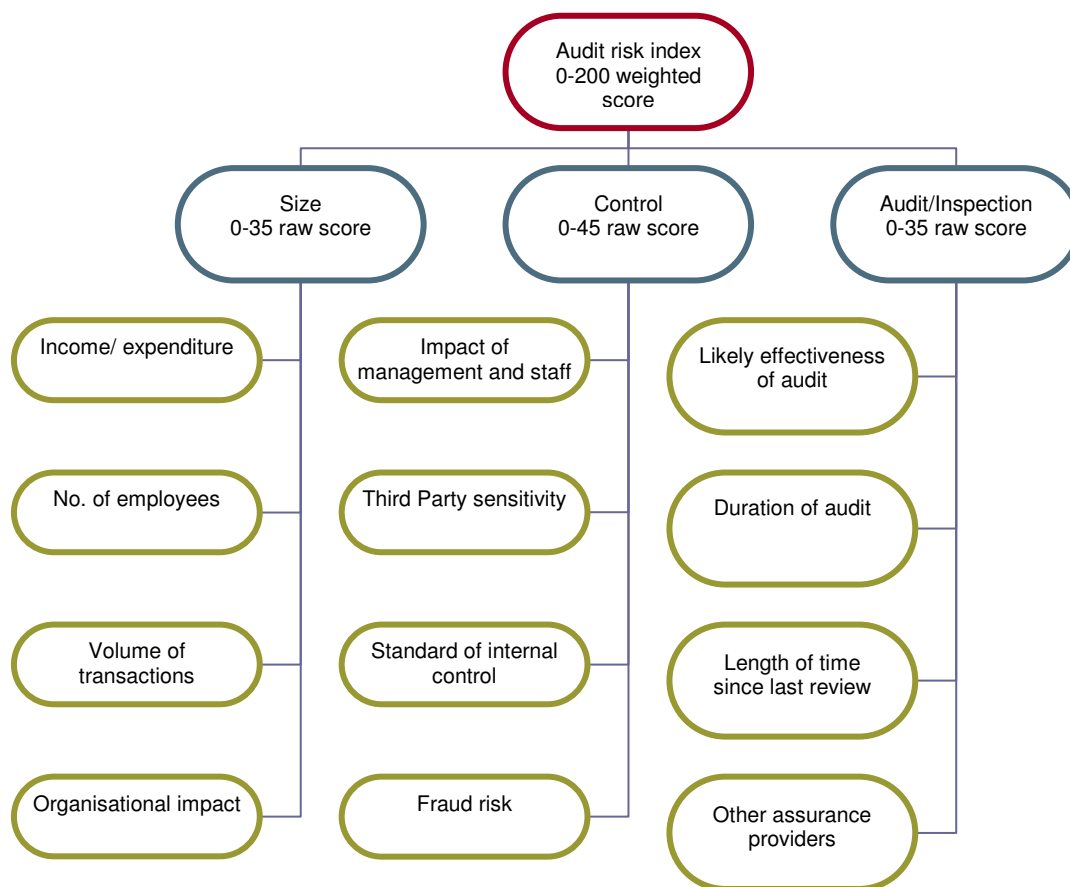 Audit risk index
0-200 weighted
score
Size
0-35 raw score
Control
0-45 raw score
Audit/Inspection
0-35 raw score
Income/ expenditure
Impact of
management and staff
Likely effectiveness
of audit
No. of employees
Third Party sensitivity
Duration of audit
Volume of
transactions
Standard of internal
control
Length of time
since last review
Organisational impact
Fraud risk
Other assurance
providers